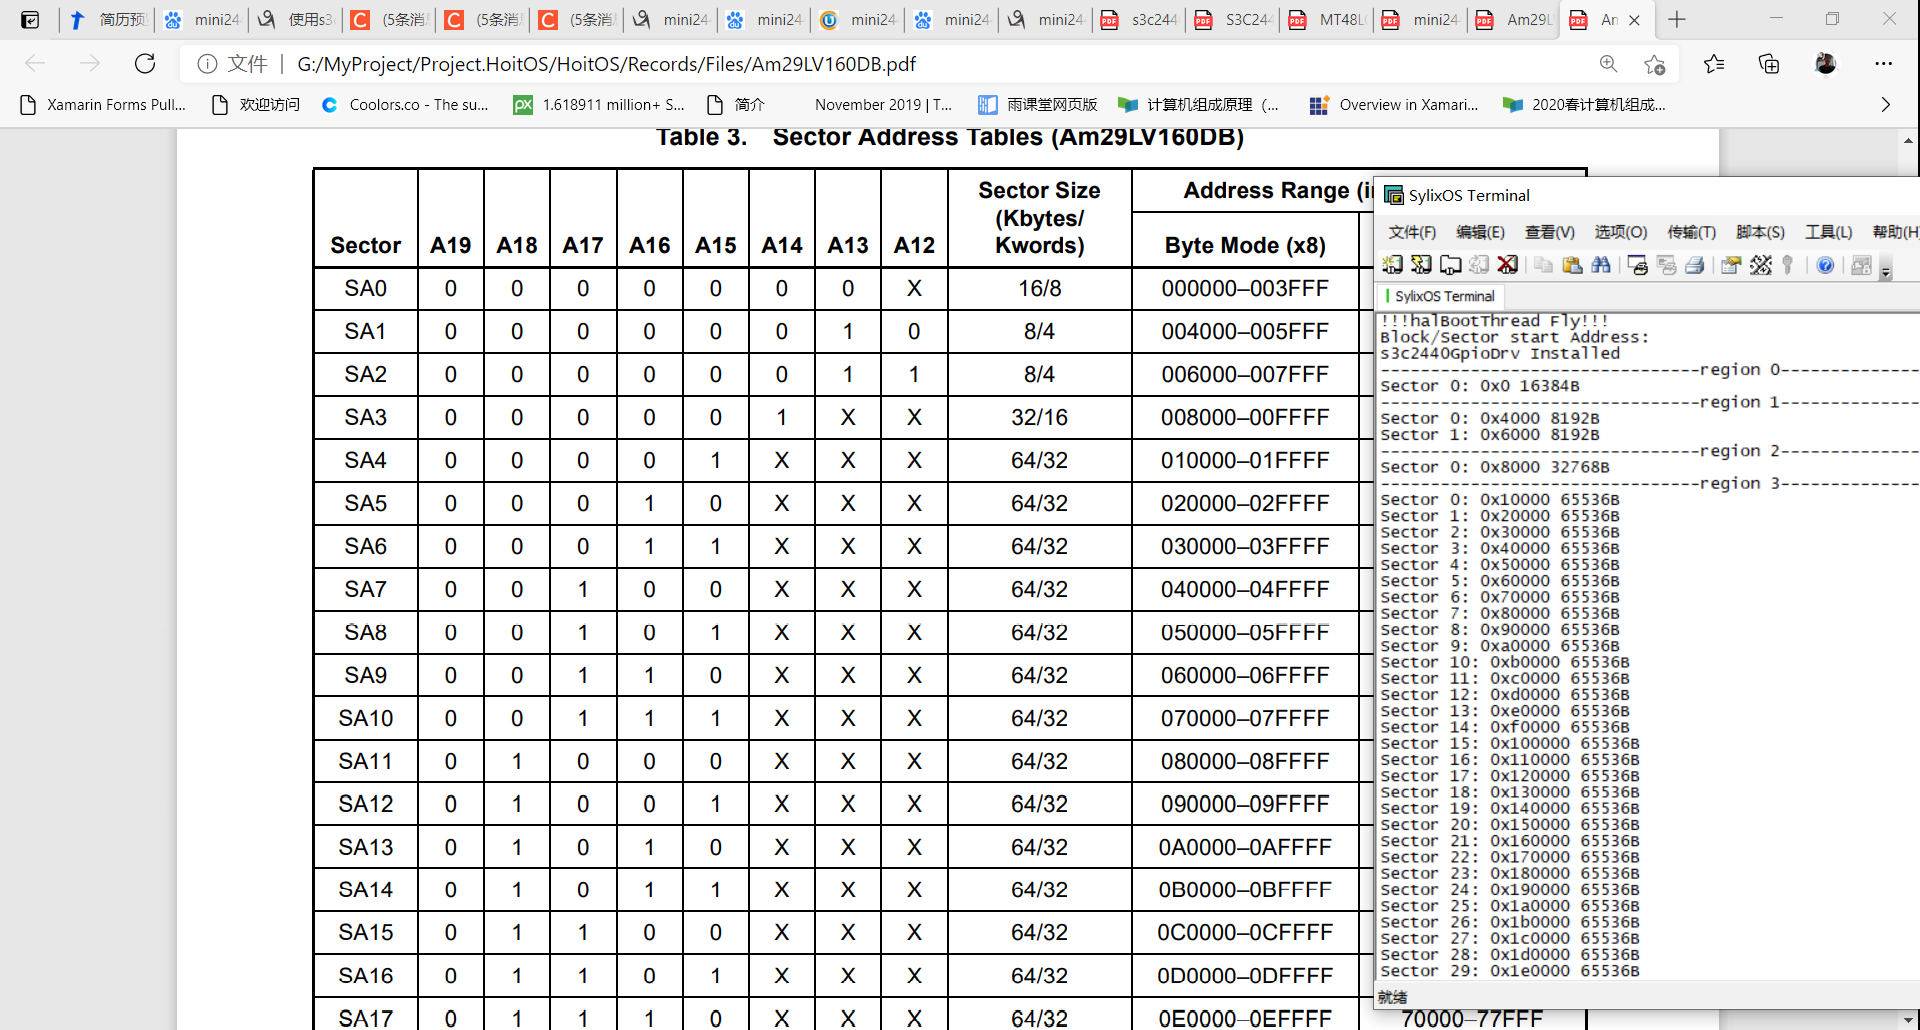 简历预 mini24 使用s3 (5条消 (5条消 (5条消 mini24 mini24 mini24 mini24 mini24 s3c24 S3C244 MT48L mini24 Am29L An
文件 G:/MyProject/Project.HoitOS/HoitOS/Records/Files/Am29LV160DB.pdf
Xamarin Forms Pull... 欢迎访问 Coolors.co - The su... 1.618911 million+ S... 简介 November 2019 | T... 雨课堂网页版 计算机组成原理（... Overview in Xamari... 2020春计算机组成...
Table 3. Sector Address Tables (Am29LV160DB)
Sector A19 A18 A17 A16 A15 A14 A13 A12 Sector Size (Kbytes/ Kwords) Address Range (i
Byte Mode (x8)
SA0 0 0 0 0 0 0 0 X 16/8 000000–003FFF
SA1 0 0 0 0 0 0 1 0 8/4 004000–005FFF
SA2 0 0 0 0 0 0 1 1 8/4 006000–007FFF
SA3 0 0 0 0 0 1 X X 32/16 008000–00FFFF
SA4 0 0 0 0 1 X X X 64/32 010000–01FFFF
SA5 0 0 0 1 0 X X X 64/32 020000–02FFFF
SA6 0 0 0 1 1 X X X 64/32 030000–03FFFF
SA7 0 0 1 0 0 X X X 64/32 040000–04FFFF
SA8 0 0 1 0 1 X X X 64/32 050000–05FFFF
SA9 0 0 1 1 0 X X X 64/32 060000–06FFFF
SA10 0 0 1 1 1 X X X 64/32 070000–07FFFF
SA11 0 1 0 0 0 X X X 64/32 080000–08FFFF
SA12 0 1 0 0 1 X X X 64/32 090000–09FFFF
SA13 0 1 0 1 0 X X X 64/32 0A0000–0AFFFF
SA14 0 1 0 1 1 X X X 64/32 0B0000–0BFFFF
SA15 0 1 1 0 0 X X X 64/32 0C0000–0CFFFF
SA16 0 1 1 0 1 X X X 64/32 0D0000–0DFFFF
SA17 0 1 1 1 0 X X X 64/32 0E0000–0EFFFF 70000–77FFF
SylixOS Terminal
文件(F) 编辑(E) 查看(V) 选项(O) 传输(T) 脚本(S) 工具(L) 帮助(H
SylixOS Terminal
!!!halBootThread Fly!!!
Block/Sector start Address:
s3c2440GpioDrv Installed
--------------------------------region 0--------------
Sector 0: 0x0 16384B
--------------------------------region 1--------------
Sector 0: 0x4000 8192B
Sector 1: 0x6000 8192B
--------------------------------region 2--------------
Sector 0: 0x8000 32768B
--------------------------------region 3--------------
Sector 0: 0x10000 65536B
Sector 1: 0x20000 65536B
Sector 2: 0x30000 65536B
Sector 3: 0x40000 65536B
Sector 4: 0x50000 65536B
Sector 5: 0x60000 65536B
Sector 6: 0x70000 65536B
Sector 7: 0x80000 65536B
Sector 8: 0x90000 65536B
Sector 9: 0xa0000 65536B
Sector 10: 0xb0000 65536B
Sector 11: 0xc0000 65536B
Sector 12: 0xd0000 65536B
Sector 13: 0xe0000 65536B
Sector 14: 0xf0000 65536B
Sector 15: 0x100000 65536B
Sector 16: 0x110000 65536B
Sector 17: 0x120000 65536B
Sector 18: 0x130000 65536B
Sector 19: 0x140000 65536B
Sector 20: 0x150000 65536B
Sector 21: 0x160000 65536B
Sector 22: 0x170000 65536B
Sector 23: 0x180000 65536B
Sector 24: 0x190000 65536B
Sector 25: 0x1a0000 65536B
Sector 26: 0x1b0000 65536B
Sector 27: 0x1c0000 65536B
Sector 28: 0x1d0000 65536B
Sector 29: 0x1e0000 65536B
就绪